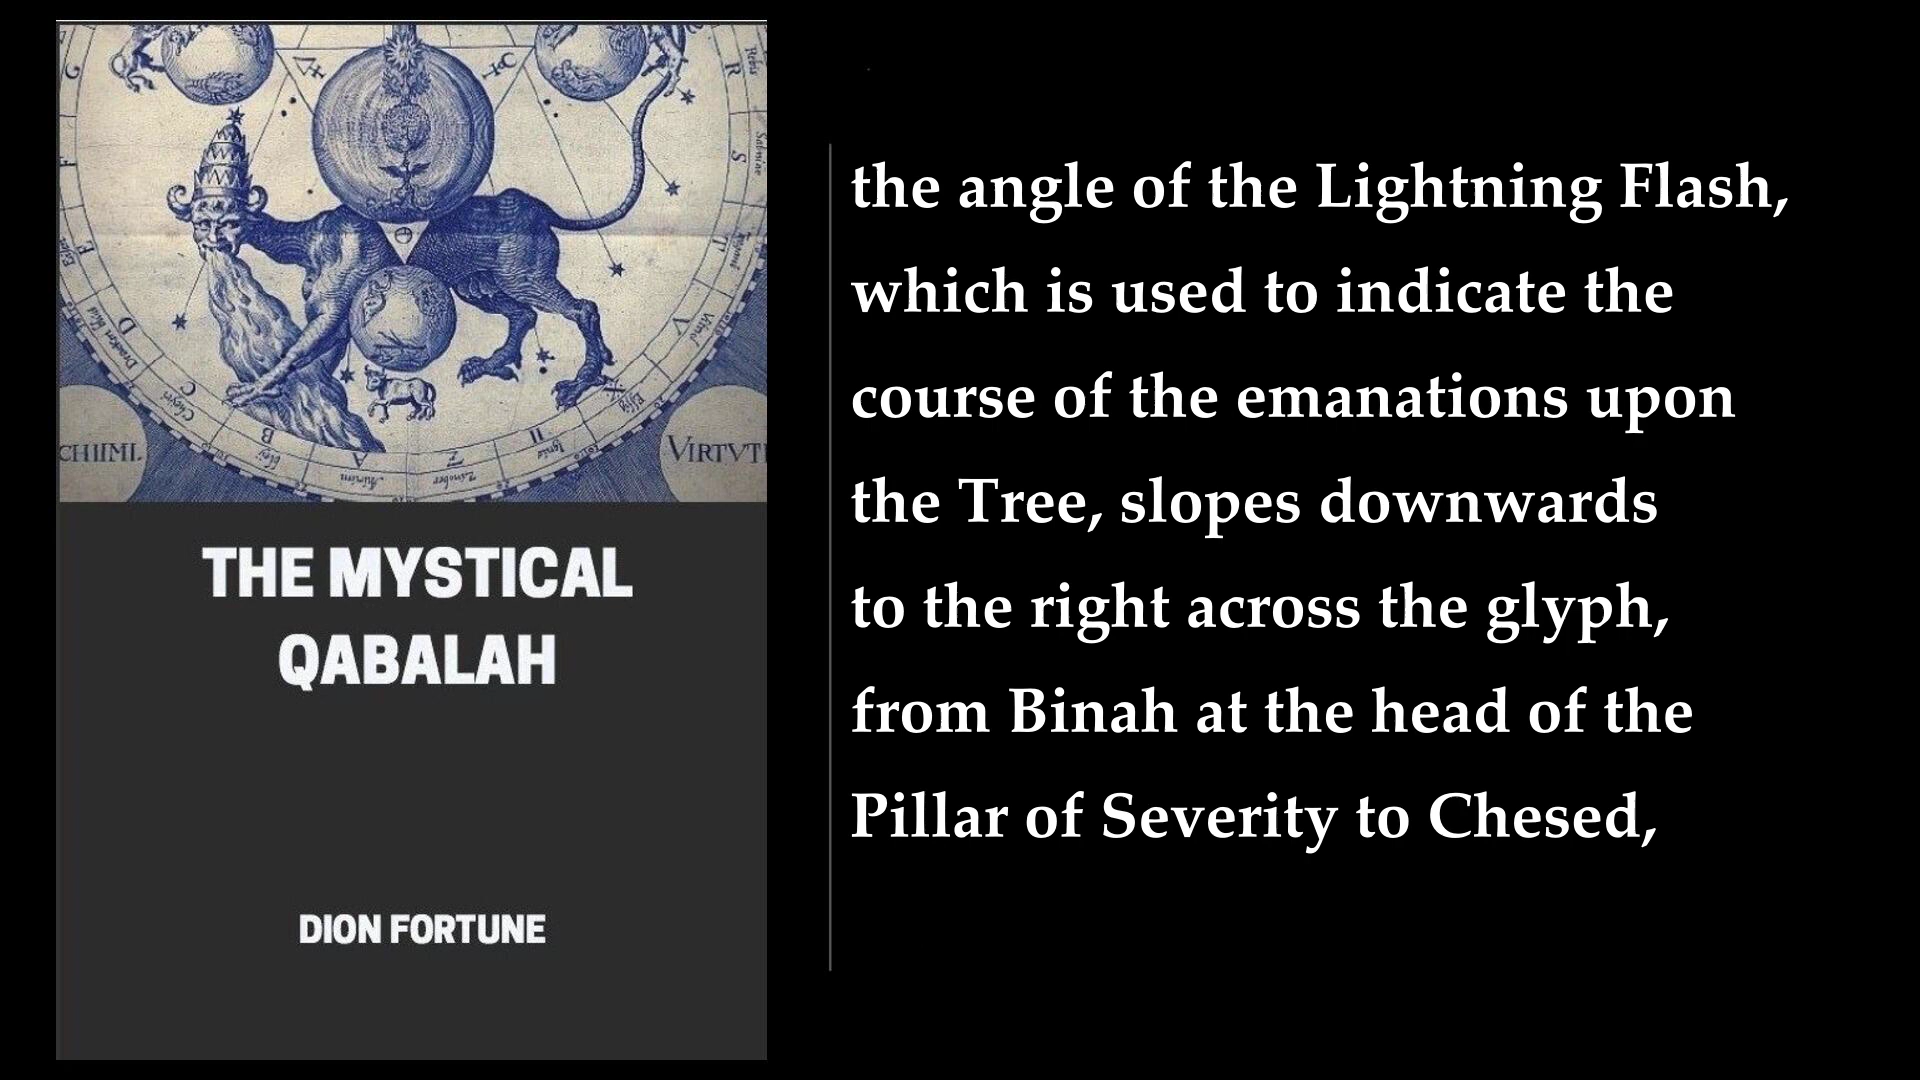 THE MYSTICAL
QABALAH
DION FORTUNE
the angle of the Lightning Flash,
which is used to indicate the
course of the emanations upon
the Tree, slopes downwards
to the right across the glyph,
from Binah at the head of the
Pillar of Severity to Chesed,
CHIIMI.
VIRTVTI